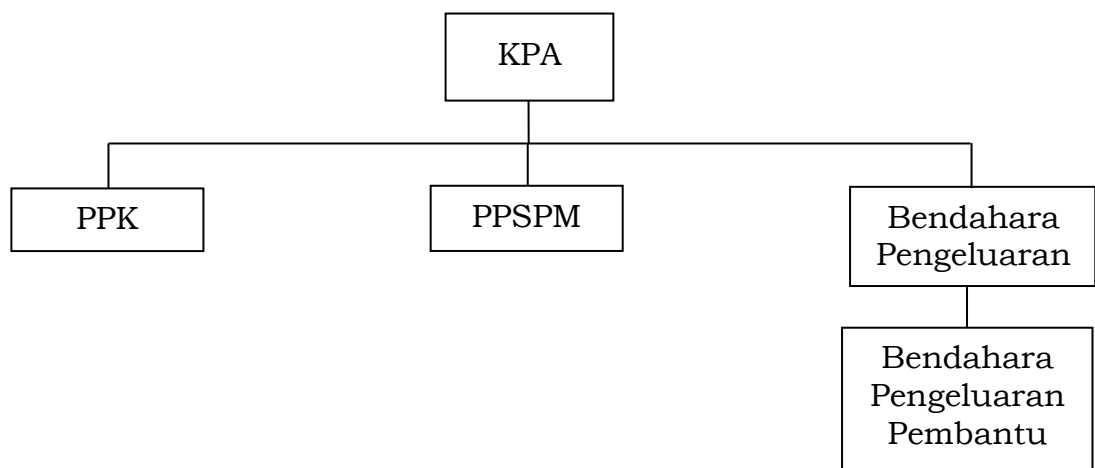 KPA
PPK
PPSPM
Bendahara
Pengeluaran
Bendahara
Pengeluaran
Pembantu